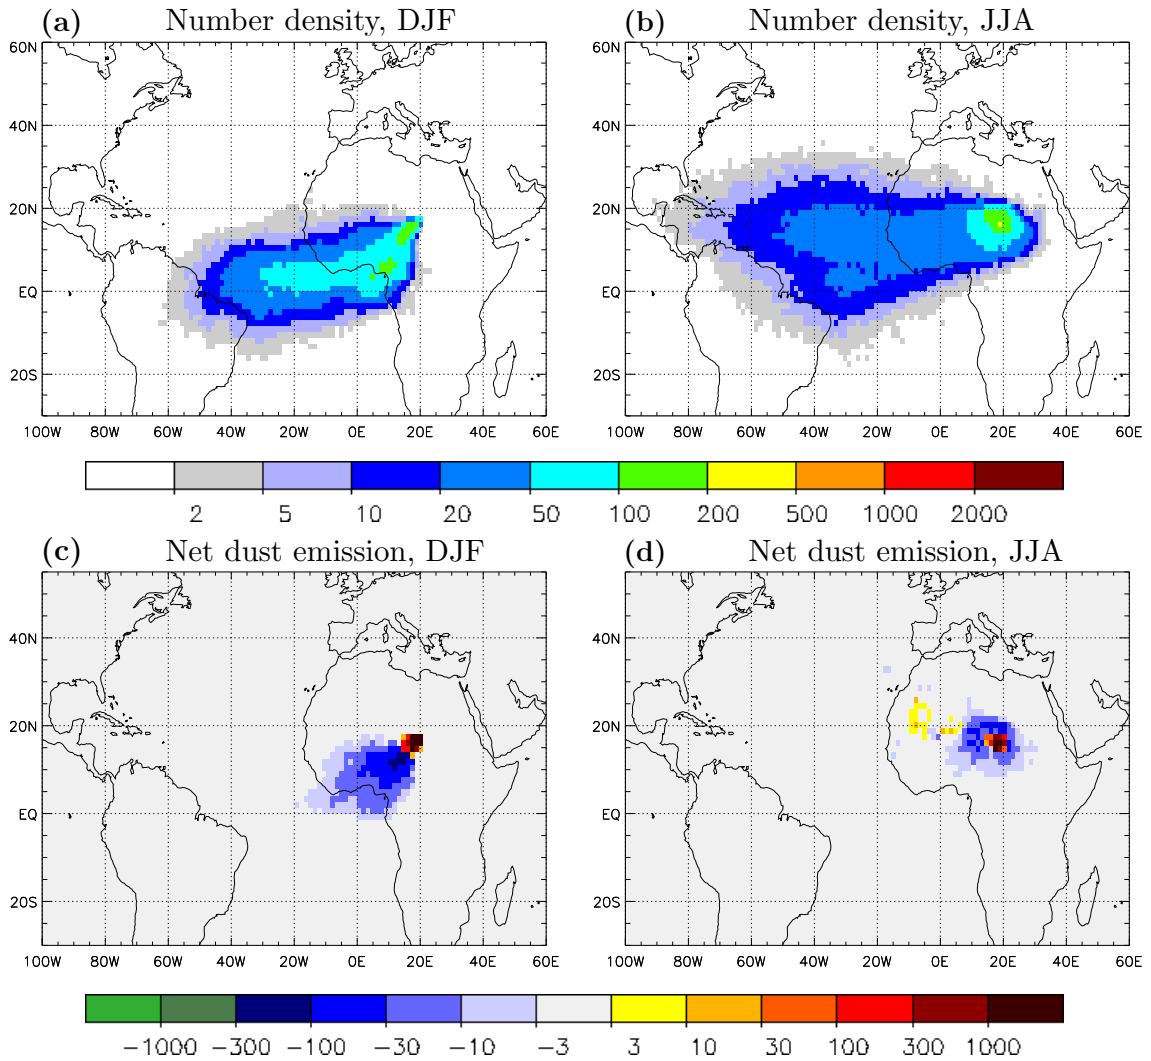 (a) Number density, DJF
(b) Number density, JJA
60N
40N
20N
EQ
20S
100W 80W 60W 40W 20W 0E 20E 40E 60E
60N
40N
20N
EQ
20S
100W 80W 60W 40W 20W 0E 20E 40E 60E
2 5 10 20 50 100 200 500 1000 2000
(c) Net dust emission, DJF
(d) Net dust emission, JJA
40N
20N
EQ
20S
100W 80W 60W 40W 20W 0E 20E 40E 60E
40N
20N
EQ
20S
100W 80W 60W 40W 20W 0E 20E 40E 60E
−1000 −300 −100 −30 −10 −3 3 10 30 100 300 1000